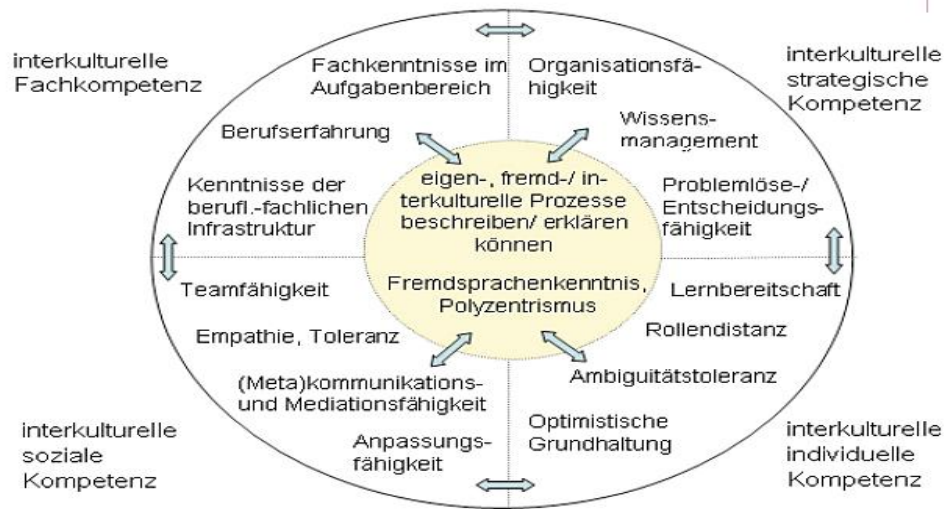 interkulturelle
Fachkompetenz
Fachkenntnisse im
Aufgabenbereich
Berufserfahrung
Kenntnisse der
berufl.-fachlichen
Infrastruktur
Organisationsfä-
higkeit
Wissens-
management
Problemlöse-/
Entscheidungs-
fähigkeit
interkulturelle
strategische
Kompetenz
eigen-, fremd-/ in-
terkulturelle Prozesse
beschreiben/ erklären
können
Fremdsprachenkenntnis,
Polyzentrismus
Teamfähigkeit
Empathie, Toleranz
(Meta)kommunikations-
und Mediationsfähigkeit
Anpassungs-
fähigkeit
interkulturelle
soziale
Kompetenz
Lernbereitschaft
Rollendistanz
Ambiguitätstoleranz
Optimistische
Grundhaltung
interkulturelle
individuelle
Kompetenz